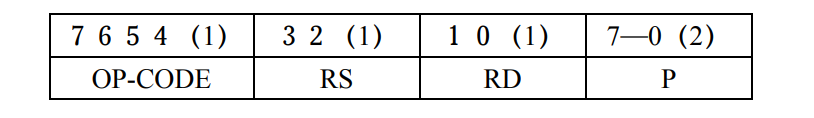 7 6 5 4 (1) 3 2 (1) 1 0 (1) 7—0 (2)
OP-CODE RS RD P